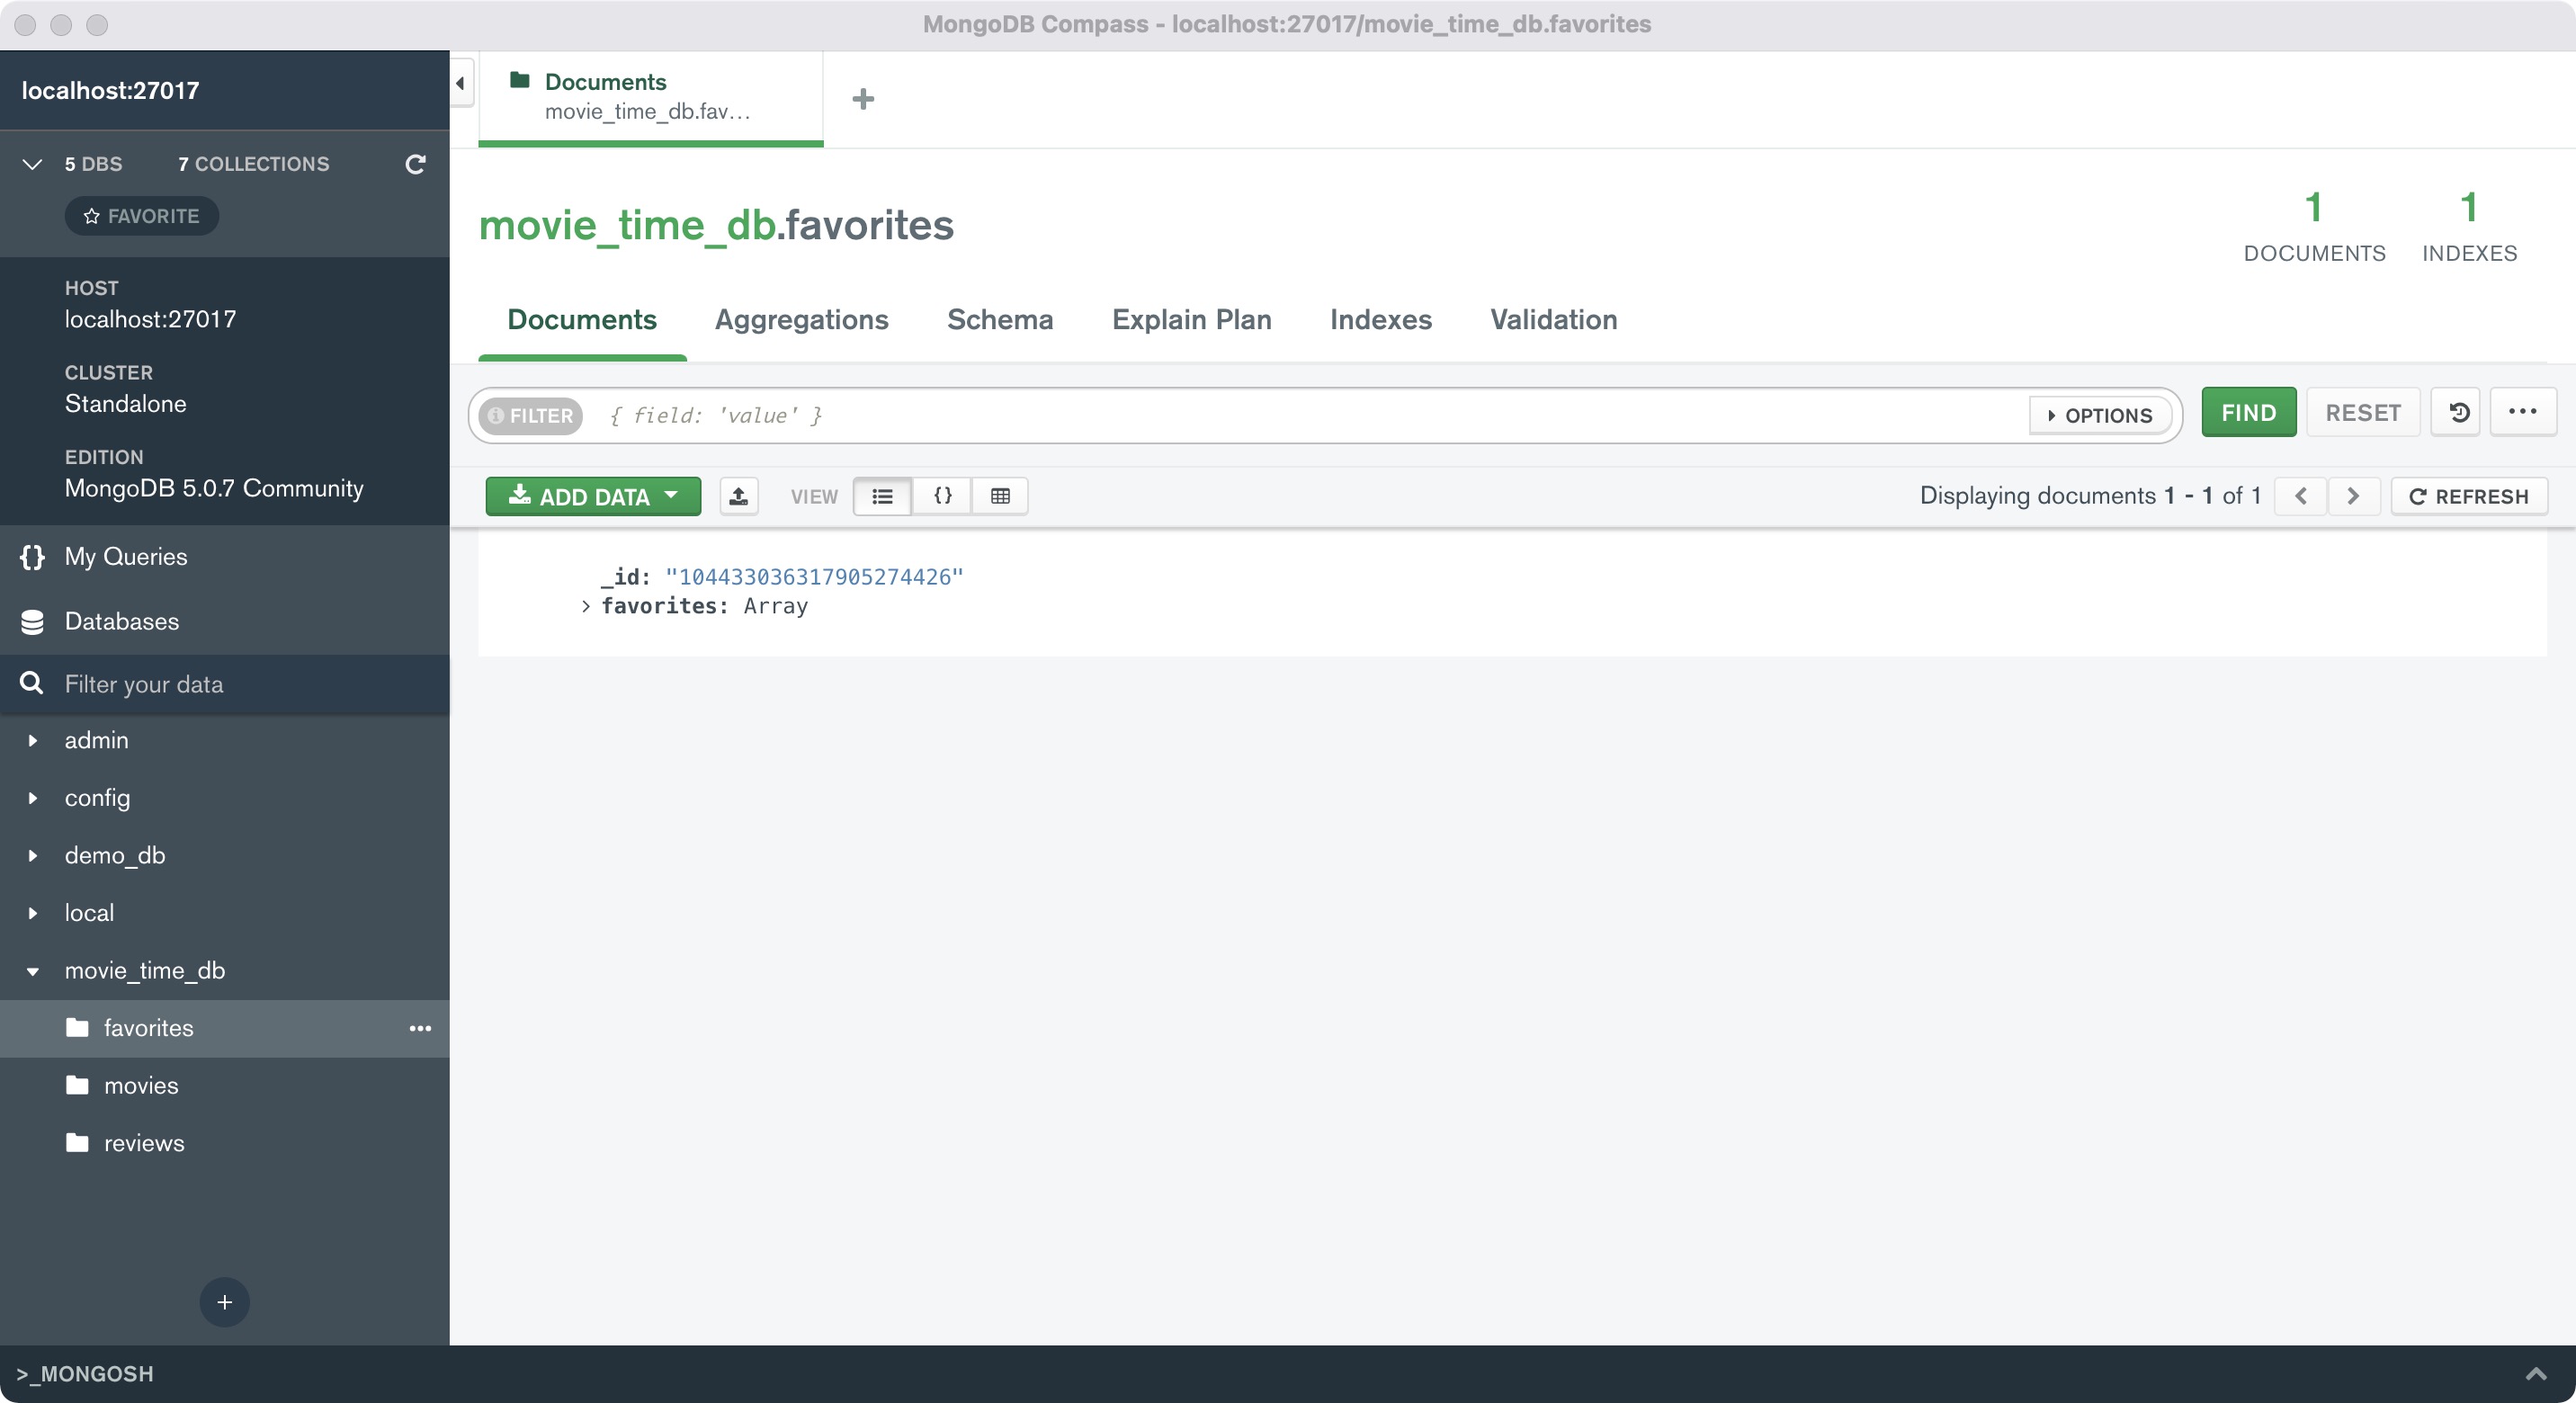 MongoDB Compass - localhost:27017/movie_time_db.favorites
localhost:27017
5 DBS 7 COLLECTIONS
FAVORITE
HOST
localhost:27017
CLUSTER
Standalone
EDITION
MongoDB 5.0.7 Community
My Queries
Databases
Filter your data
admin
config
demo_db
local
movie_time_db
favorites
movies
reviews
Documents
movie_time_db.fav...
movie_time_db.favorites
1 DOCUMENTS
1 INDEXES
Documents Aggregations Schema Explain Plan Indexes Validation
FILTER { field: 'value' } OPTIONS FIND RESET
ADD DATA VIEW Displaying documents 1 - 1 of 1 REFRESH
_id: "104433036317905274426"
favorites: Array
>_MONGOSH